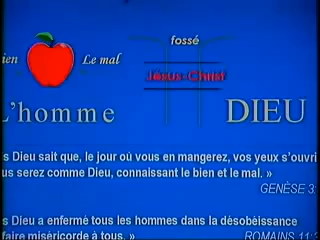 fossé
ien Le mal
Jésus-Christ
L'homme DIEU
s Dieu sait que, le jour où vous en mangerez, vos yeux s'ouvri
us serez comme Dieu, connaissant le bien et le mal. »
GENÈSE 3:
s Dieu a enfermé tous les hommes dans la désobéissance
faire miséricorde à tous. »
ROMAINS 11:3